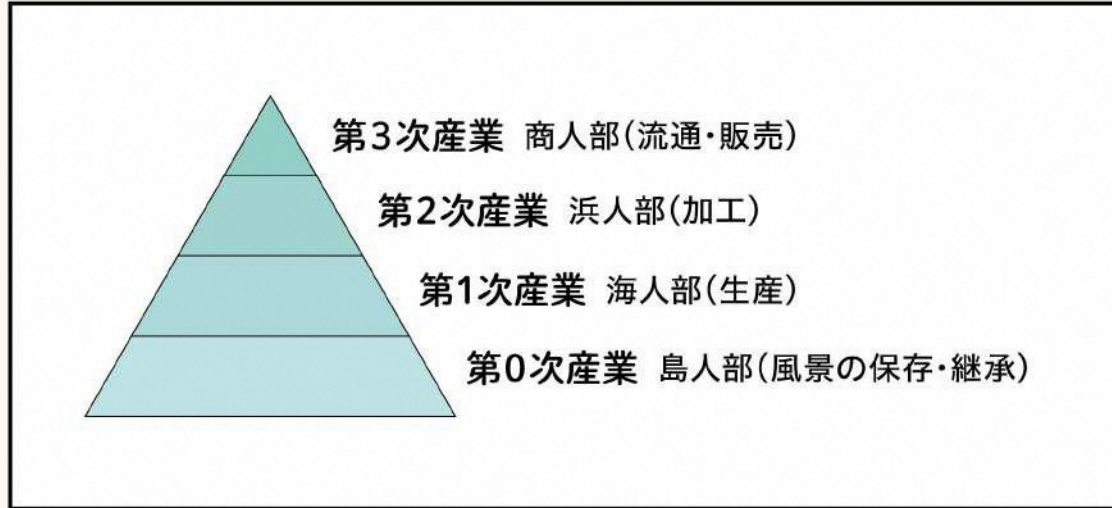 第3次産業 商人部(流通・販売)
第2次産業 浜人部(加工)
第1次産業 海人部(生産)
第0次産業 島人部(風景の保存・継承)